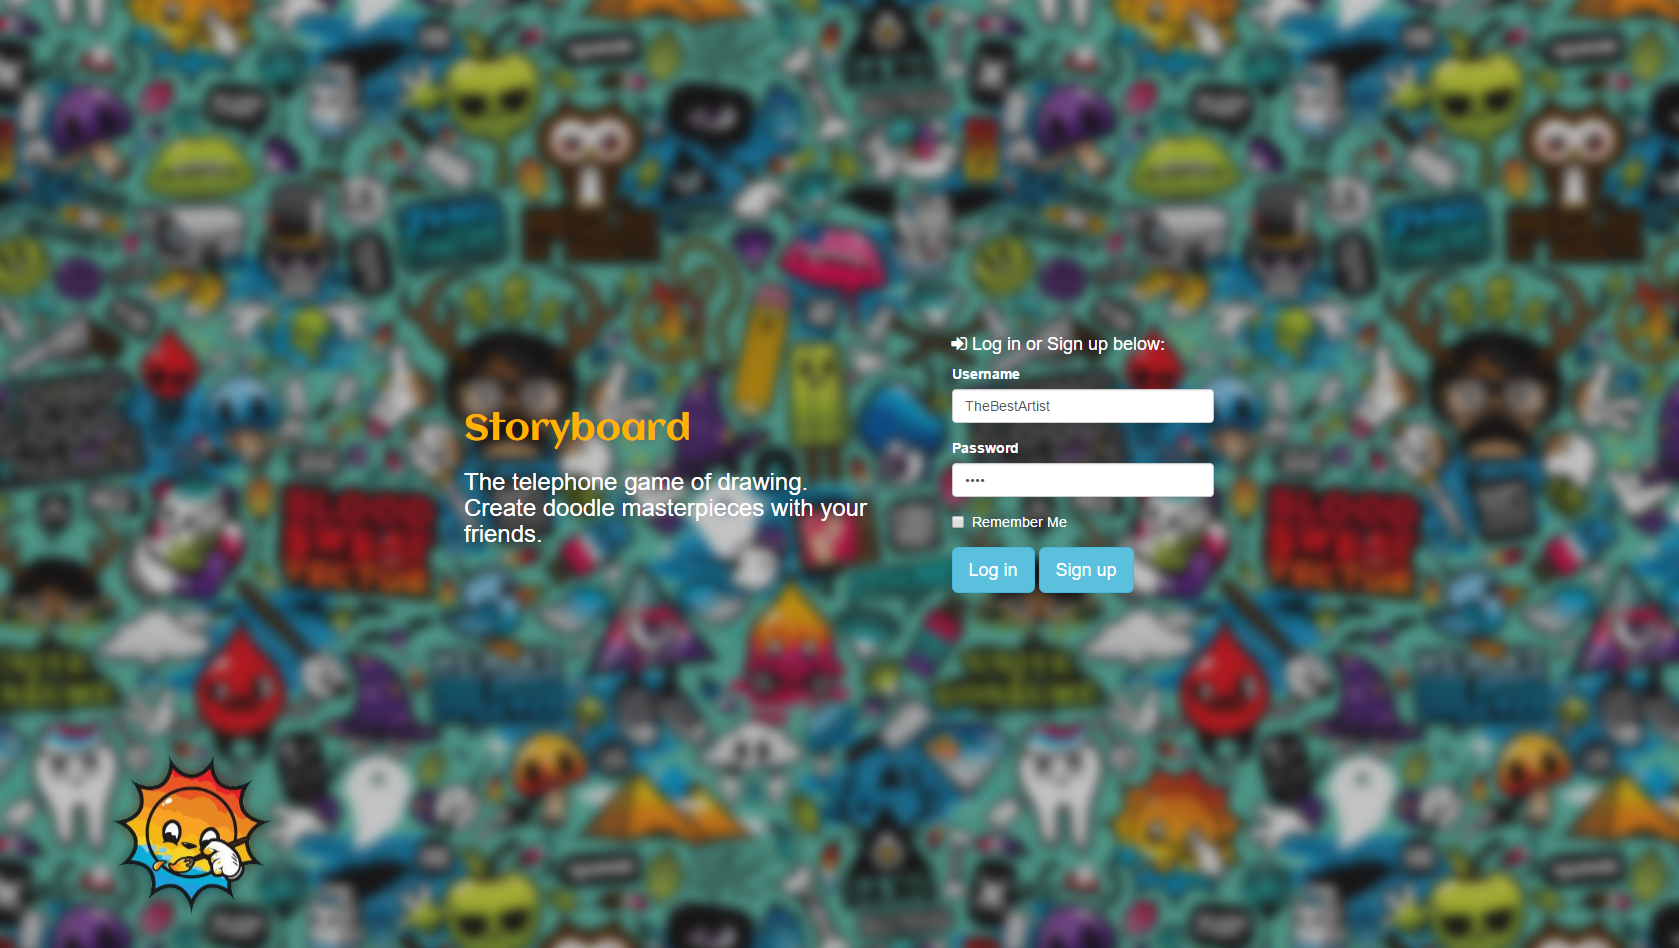 Storyboard
The telephone game of drawing.
Create doodle masterpieces with your
friends.
Log in or Sign up below:
Username
TheBestArtist
Password
••••
Remember Me
Log in
Sign up